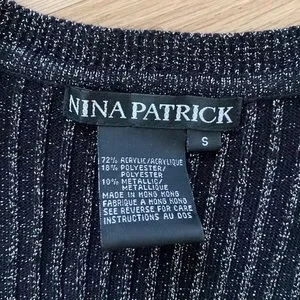 NINA PATRICK
S
72% ACRYLIC/ACRYLIQUE
18% POLYESTER/
POLYESTER
10% METALLIC/
METALLIQUE
MADE IN HONG KONG
FABRIQUE A HONG KONG
SEE REVERSE FOR CARE
INSTRUCTIONS AU DOS